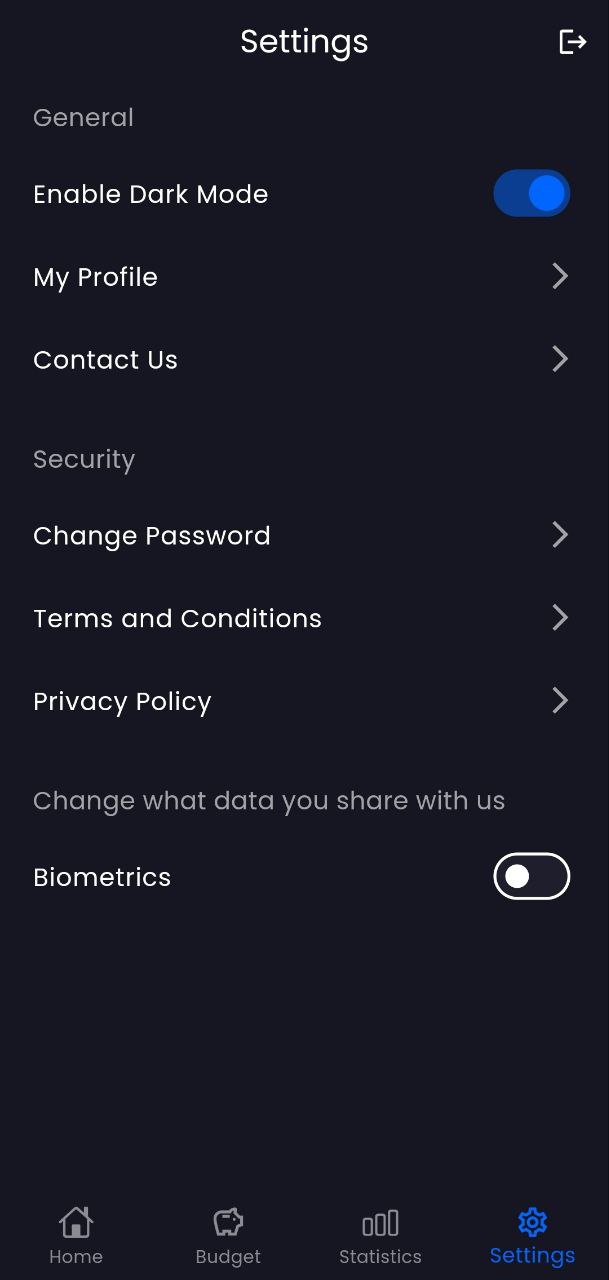 Settings
General
Enable Dark Mode
My Profile
Contact Us
Security
Change Password
Terms and Conditions
Privacy Policy
Change what data you share with us
Biometrics
Home
Budget
Statistics
Settings